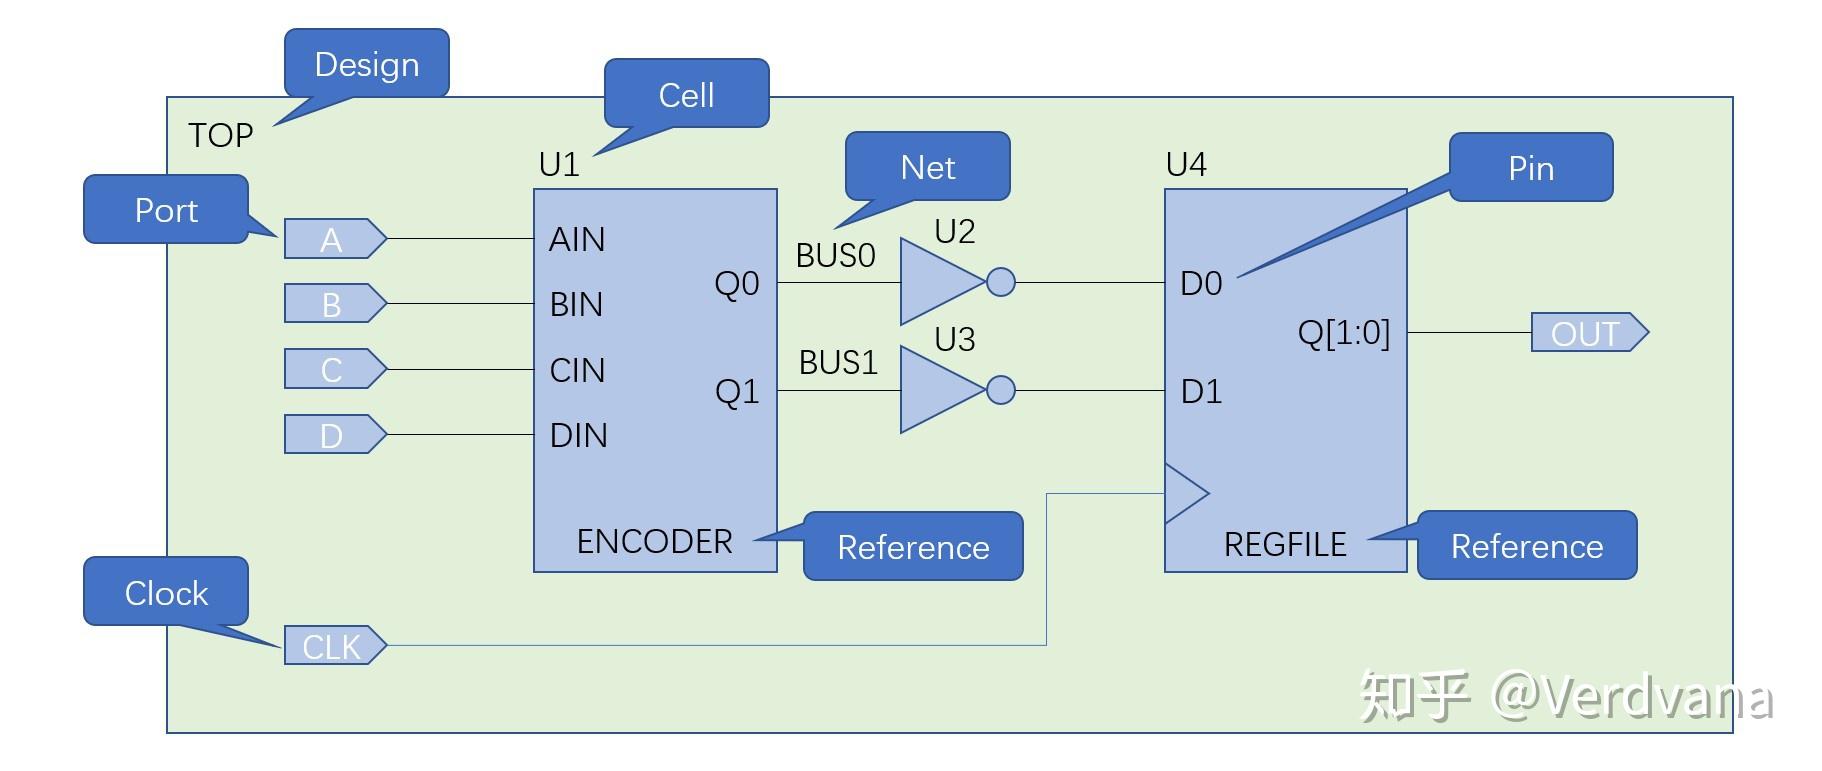 Design
Cell
TOP
Net
Pin
U1
U4
Port
A
AIN
U2
BUS0
Q0
D0
B
BIN
U3
Q[1:0]
OUT
BUS1
C
CIN
Q1
D1
D
DIN
ENCODER
Reference
REGFILE
Reference
Clock
CLK
知乎 @Verdvana